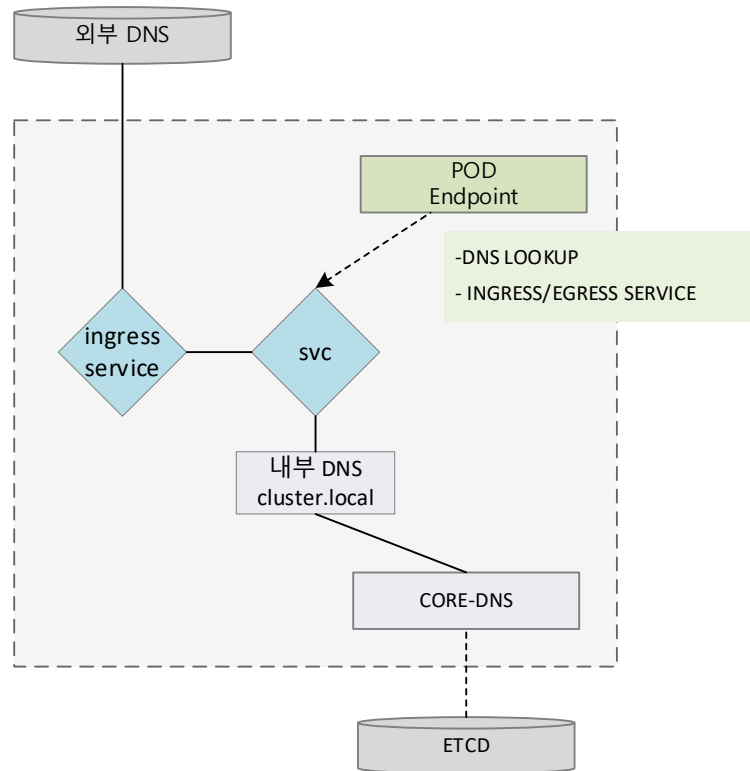 외부 DNS
POD
Endpoint
-DNS LOOKUP
- INGRESS/EGRESS SERVICE
ingress
service
svc
내부 DNS
cluster.local
CORE-DNS
ETCD